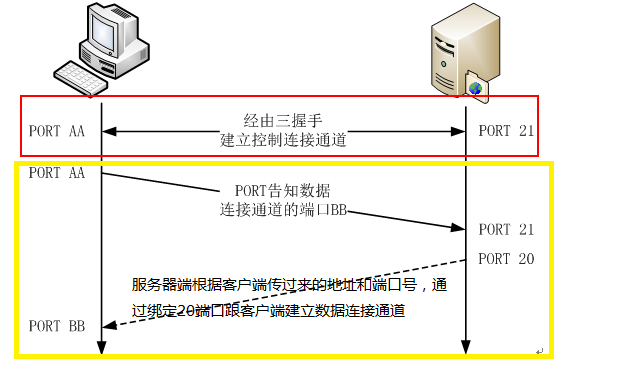 经由三握手
PORT AA
PORT 21
建立控制连接通道
PORT AA
PORT告知数据
连接通道的端口BB
PORT 21
PORT 20
服务器端根据客户端传过来的地址和端口号，通
过绑定20端口跟客户端建立数据连接通道
PORT BB